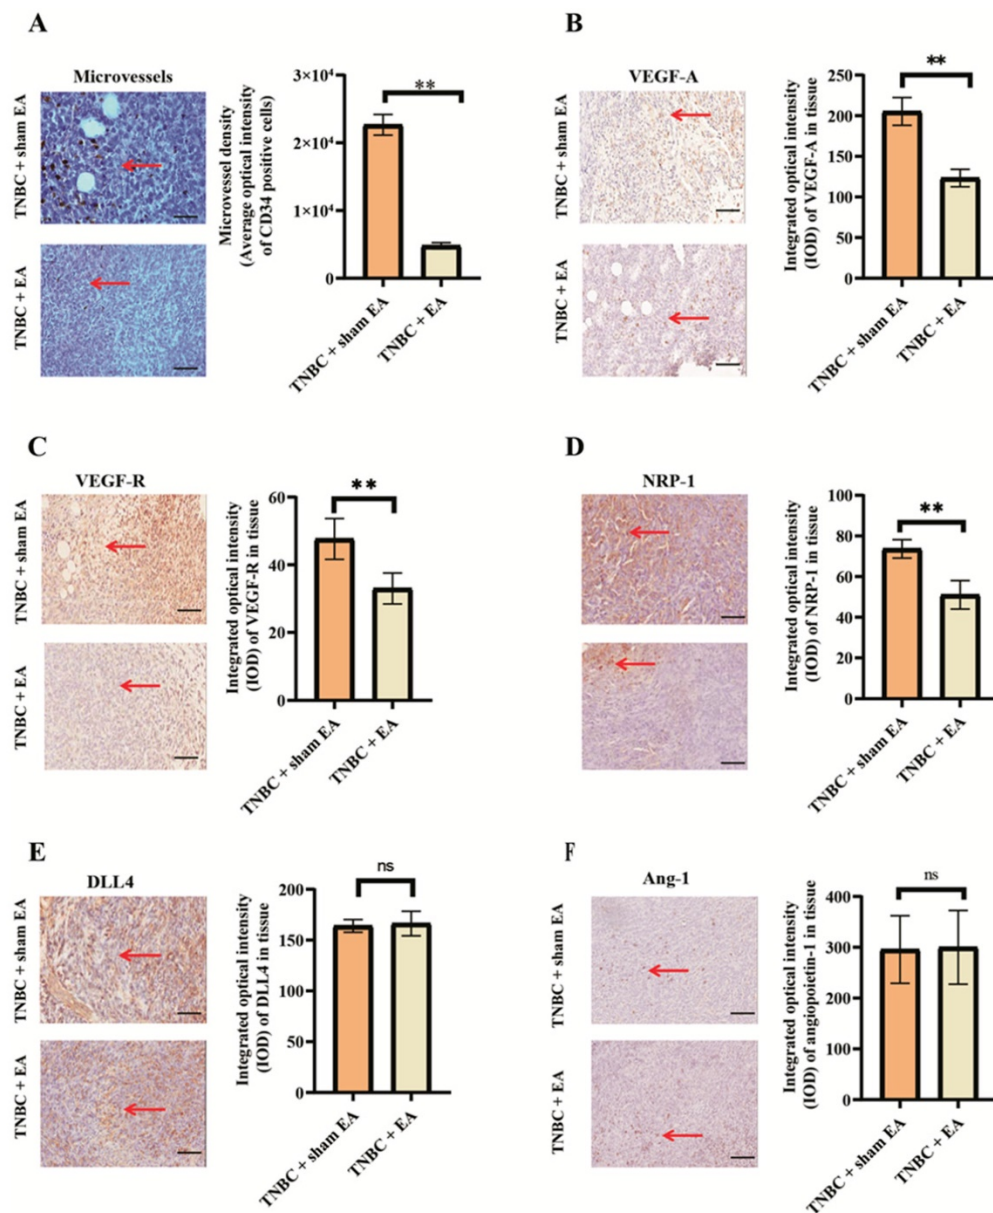 A
Microvessels
TNBC + sham EA
TNBC + EA
Microvessel density
(Average optical intensity
of CD34 positive cells)
3×10⁴
2×10⁴
1×10⁴
0
**
TNBC + sham EA
TNBC + EA
B
VEGF-A
TNBC + sham EA
TNBC + EA
Integrated optical intensity
(IOD) of VEGF-A in tissue
250
200
150
100
50
0
**
TNBC + sham EA
TNBC + EA
C
VEGF-R
TNBC + sham EA
TNBC + EA
Integrated optical intensity
(IOD) of VEGF-R in tissue
60
40
20
0
**
TNBC + sham EA
TNBC + EA
D
NRP-1
TNBC + sham EA
TNBC + EA
Integrated optical intensity
(IOD) of NRP-1 in tissue
100
80
60
40
20
0
**
TNBC + sham EA
TNBC + EA
E
DLL4
TNBC + sham EA
TNBC + EA
Integrated optical intensity
(IOD) of DLL4 in tissue
200
150
100
50
0
ns
TNBC + sham EA
TNBC + EA
F
Ang-1
TNBC + sham EA
TNBC + EA
Integrated optical intensity
(IOD) of angiopoietin-1 in tissue
400
300
200
100
0
ns
TNBC + sham EA
TNBC + EA